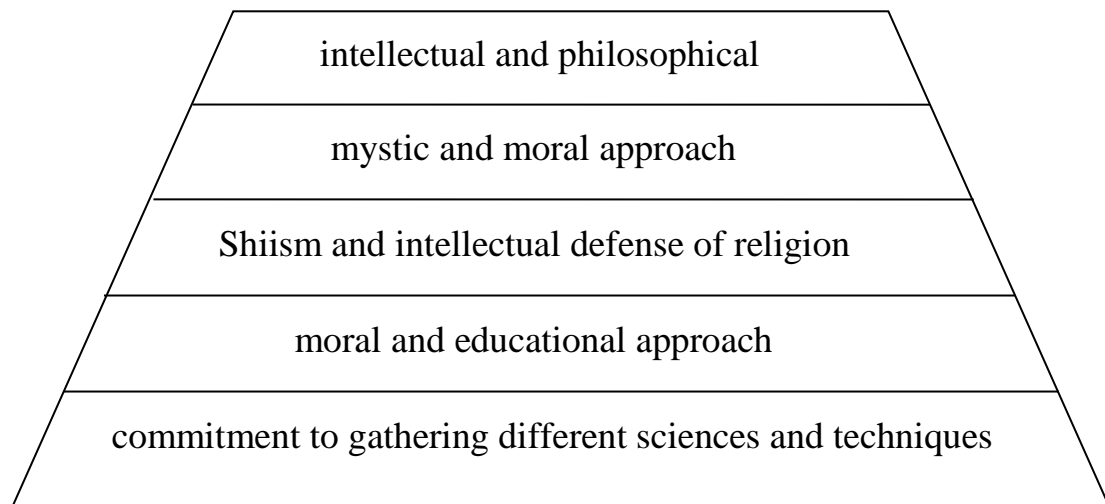 intellectual and philosophical
mystic and moral approach
Shiism and intellectual defense of religion
moral and educational approach
commitment to gathering different sciences and techniques